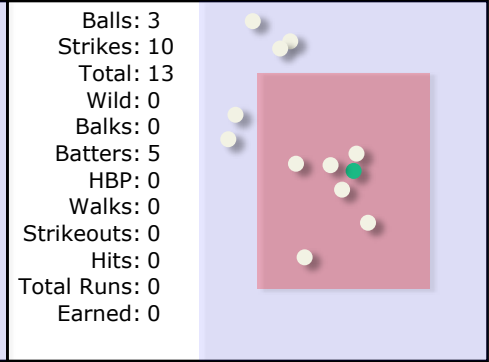 Balls: 3
Strikes: 10
Total: 13
Wild: 0
Balks: 0
Batters: 5
HBP: 0
Walks: 0
Strikeouts: 0
Hits: 0
Total Runs: 0
Earned: 0